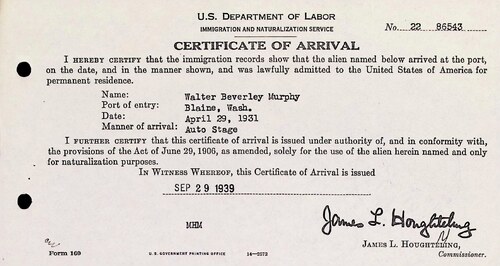 U.S. DEPARTMENT OF LABOR
IMMIGRATION AND NATURALIZATION SERVICE
No. 22 86543
CERTIFICATE OF ARRIVAL
I HEREBY CERTIFY that the immigration records show that the alien named below arrived at the port,
on the date, and in the manner shown, and was lawfully admitted to the United States of America for
permanent residence.
Name: Walter Beverley Murphy
Port of entry: Blaine, Wash.
Date: April 29, 1931
Manner of arrival: Auto Stage
I FURTHER CERTIFY that this certificate of arrival is issued under authority of, and in conformity with,
the provisions of the Act of June 29, 1906, as amended, solely for the use of the alien herein named and only
for naturalization purposes.
IN WITNESS WHEREOF, this Certificate of Arrival is issued
SEP 29 1939
MHM
James L. Houghteling
JAMES L. HOUGHTELING,
Commissioner.
Form 160
U.S. GOVERNMENT PRINTING OFFICE 14-2272